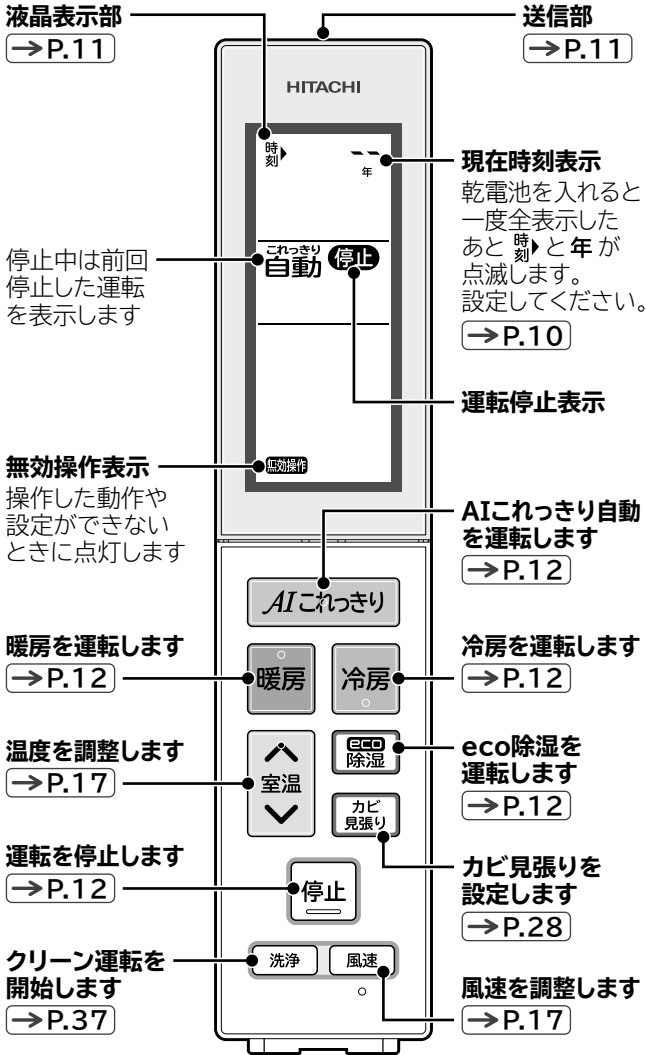 液晶表示部
→P.11
送信部
→P.11
HITACHI
時刻
--
年
現在時刻表示
乾電池を入れると
一度全表示した
あと 時刻 と 年 が
点滅します。
設定してください。
→P.10
これっきり
自動 停止
停止中は前回
停止した運転
を表示します
運転停止表示
無効操作表示
操作した動作や
設定ができない
ときに点灯します
無効操作
AIこれっきり自動
を運転します
→P.12
AIこれっきり
暖房を運転します
→P.12
暖房
冷房
冷房を運転します
→P.12
温度を調整します
→P.17
室温
eco
除湿
eco除湿を
運転します
→P.12
カビ
見張り
カビ見張りを
設定します
→P.28
運転を停止します
→P.12
停止
クリーン運転を
開始します
→P.37
洗浄
風速
風速を調整します
→P.17